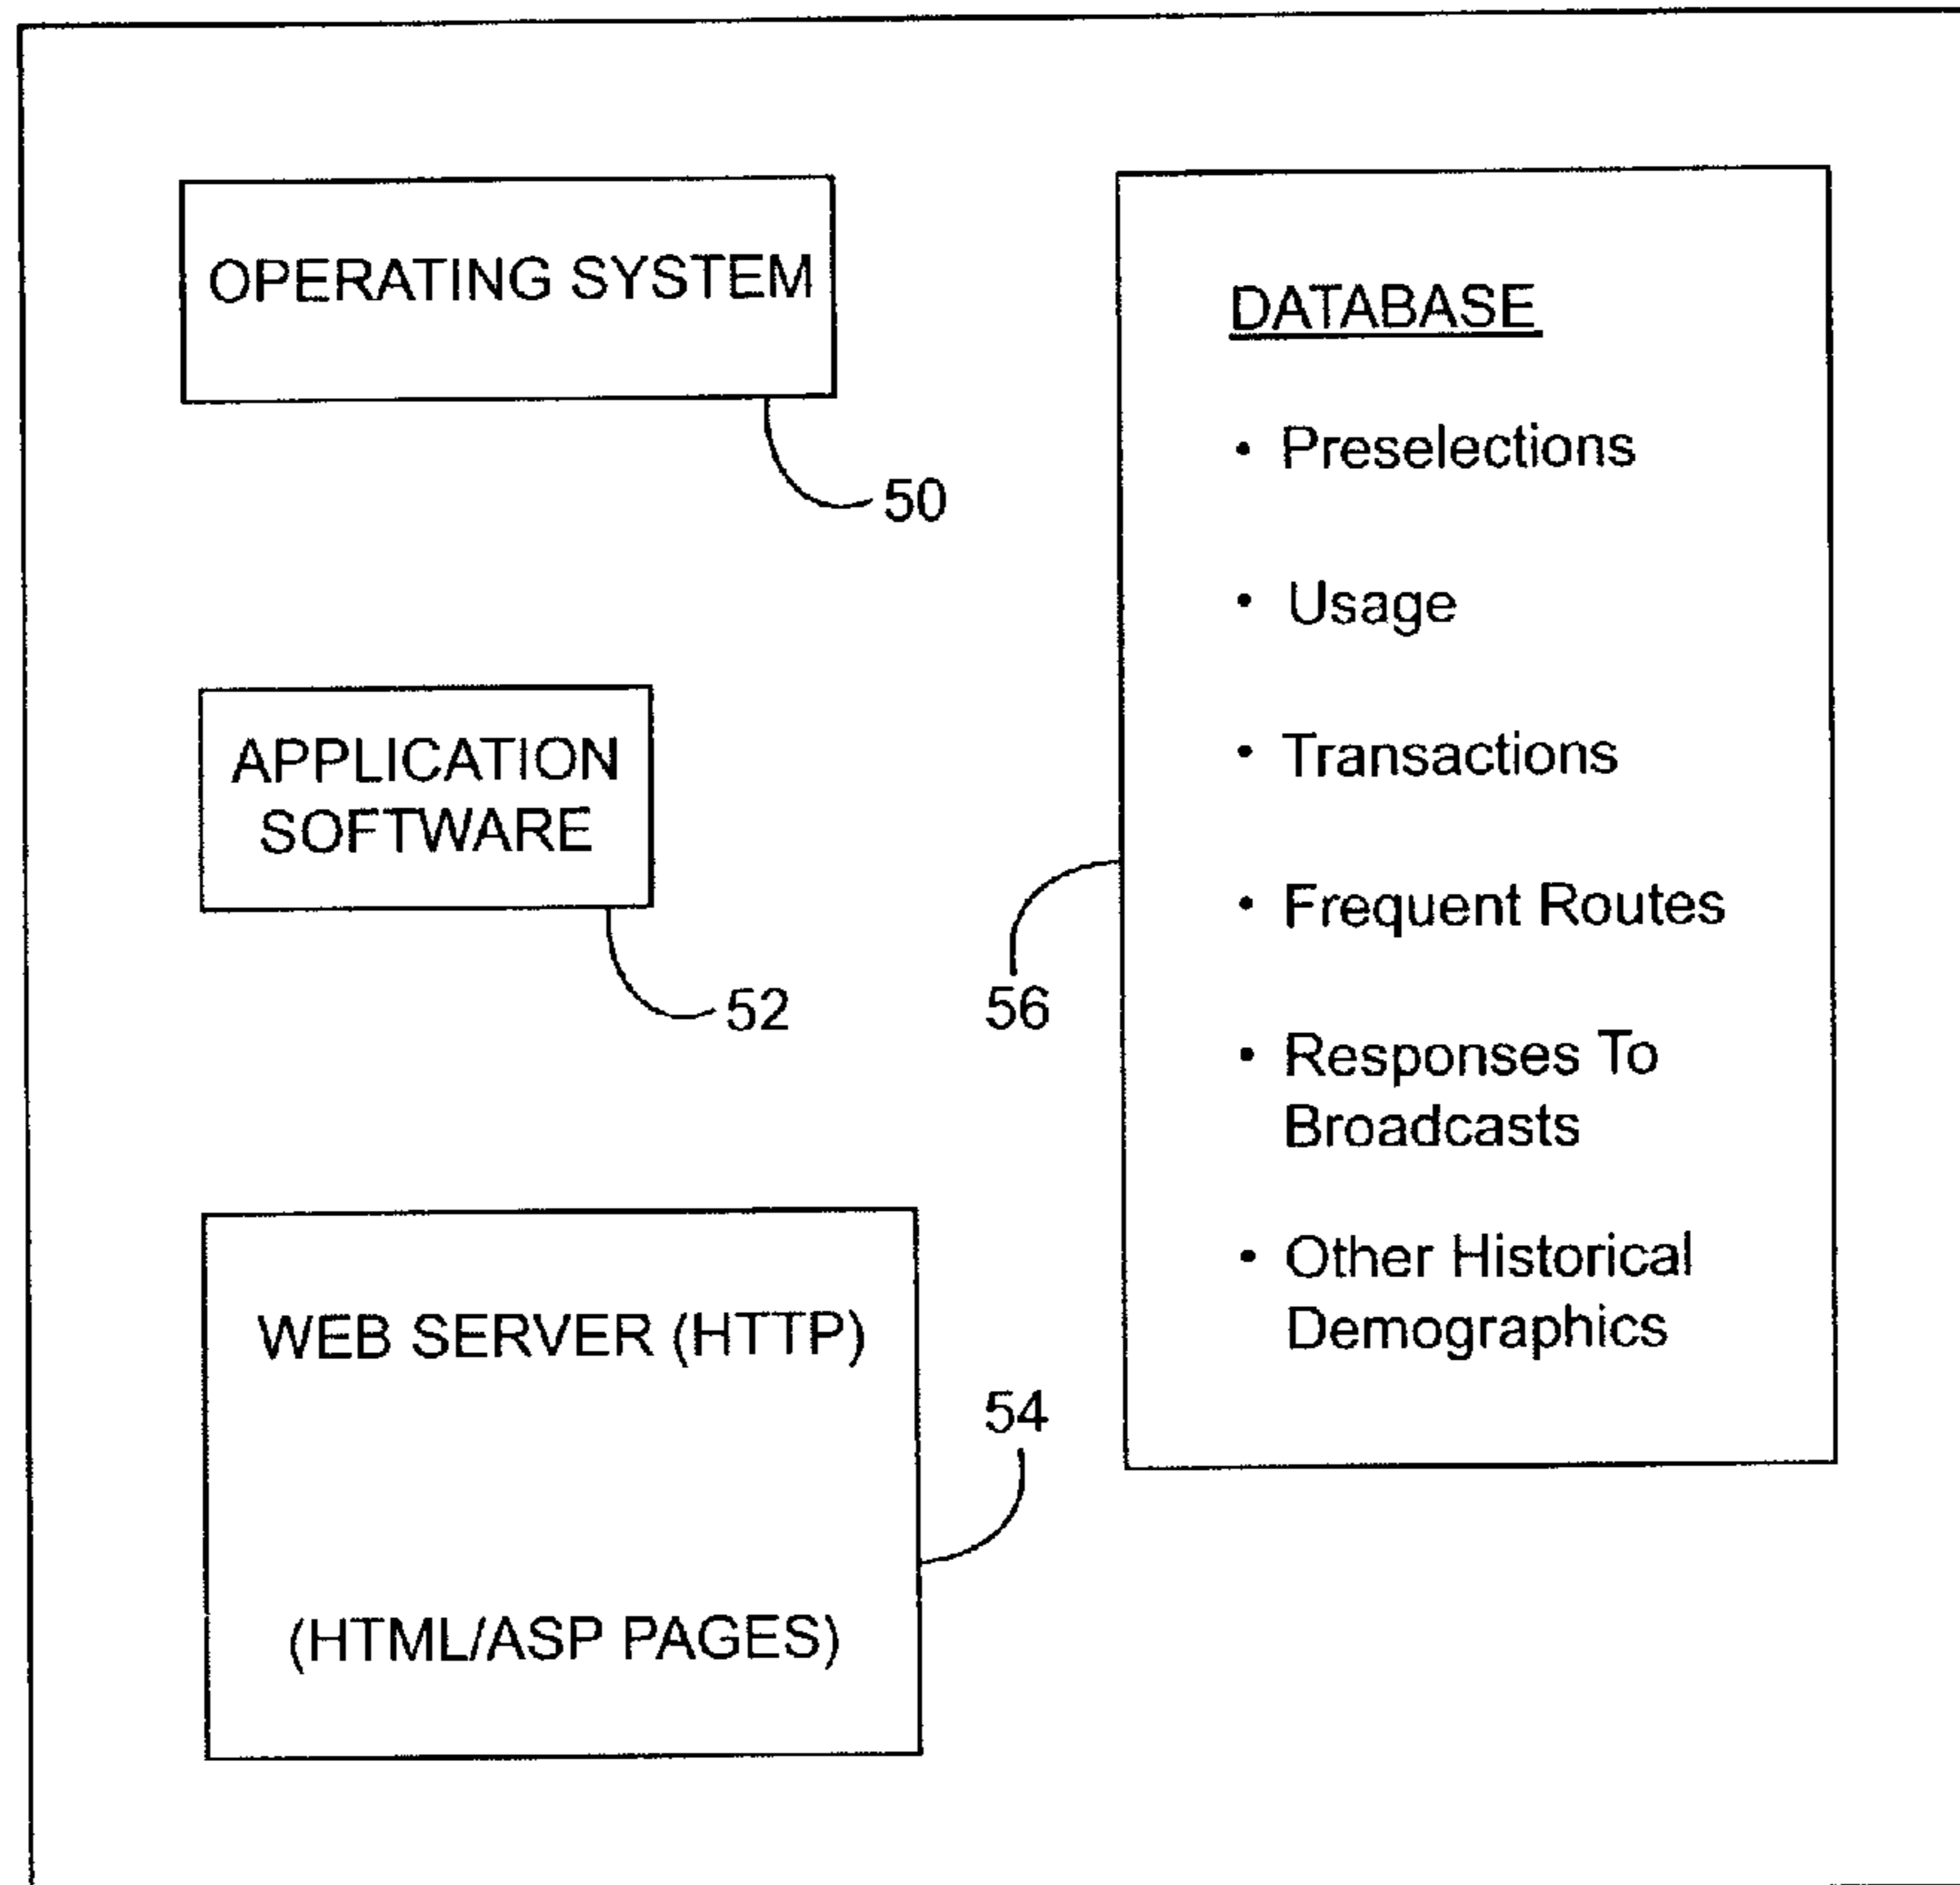 OPERATING SYSTEM
50
APPLICATION
SOFTWARE
52
WEB SERVER (HTTP)
(HTML/ASP PAGES)
54
DATABASE
• Preselections
• Usage
• Transactions
• Frequent Routes
• Responses To
Broadcasts
• Other Historical
Demographics
56